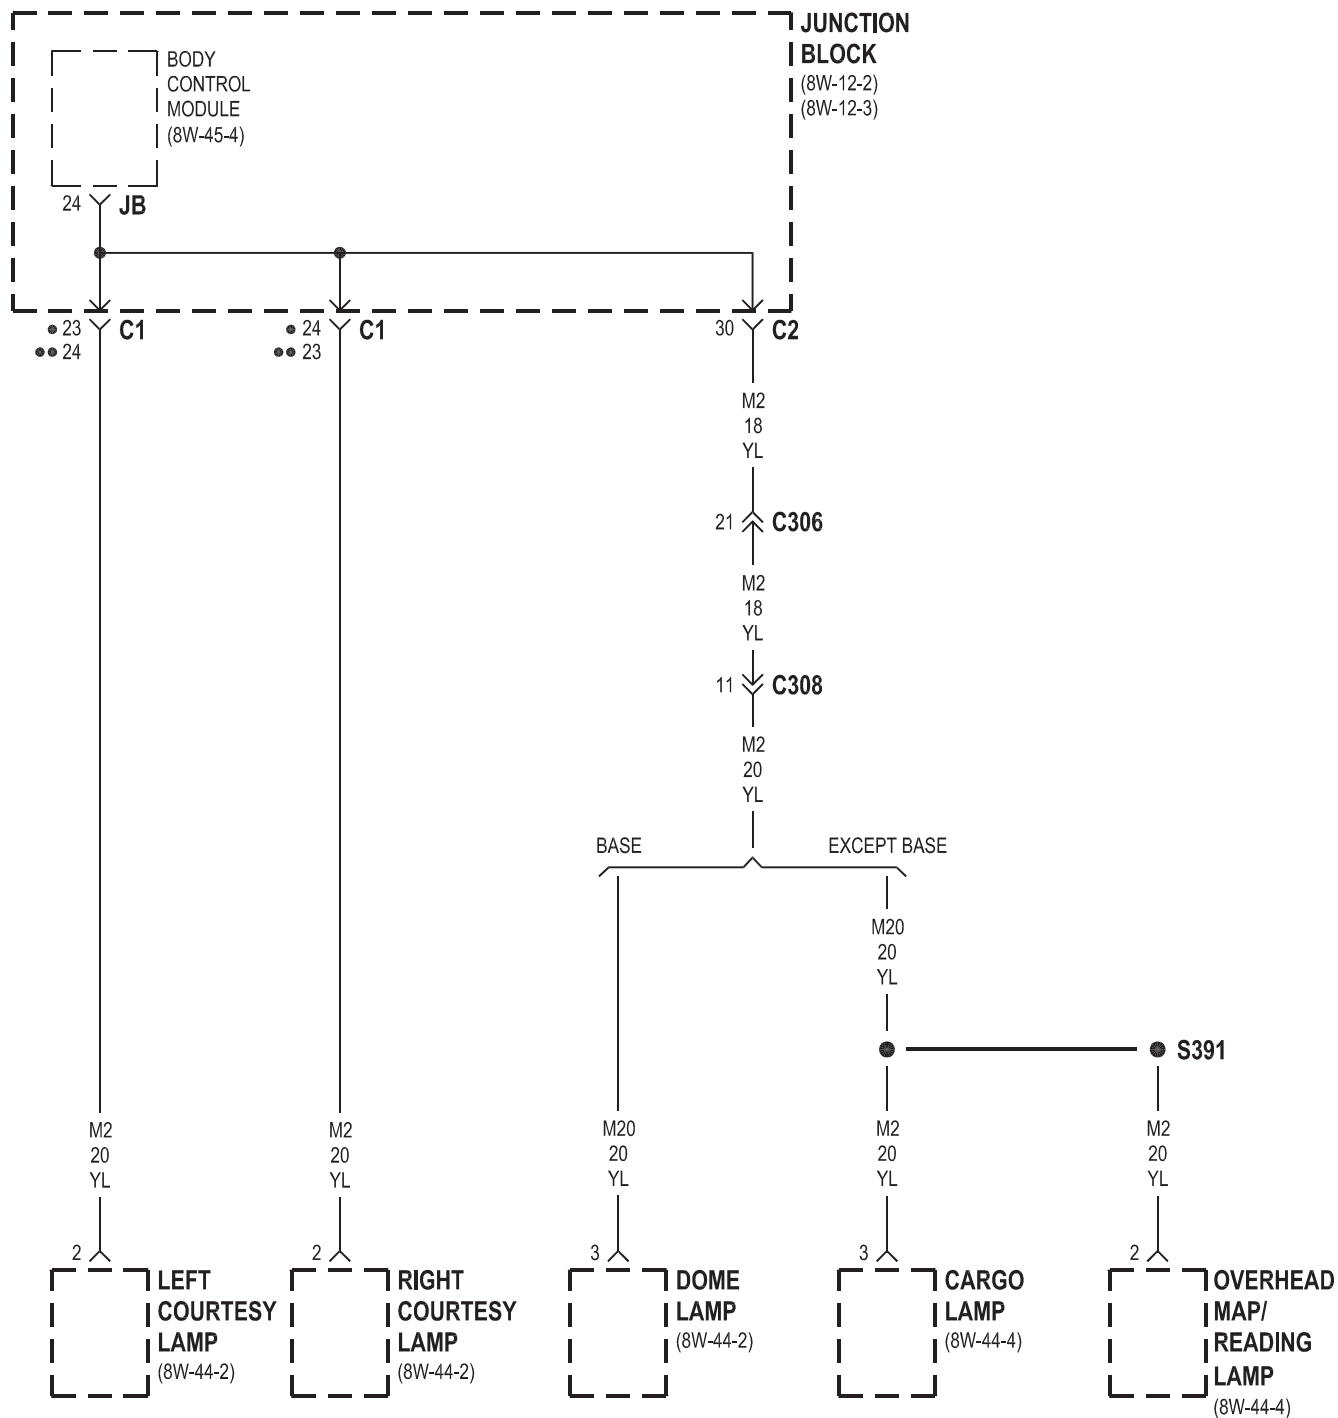 JUNCTION
BLOCK
(8W-12-2)
(8W-12-3)
BODY
CONTROL
MODULE
(8W-45-4)
24 JB
• 23 C1
•• 24
• 24 C1
•• 23
30 C2
M2
18
YL
21 C306
M2
18
YL
11 C308
M2
20
YL
BASE
EXCEPT BASE
M20
20
YL
S391
M2
20
YL
M2
20
YL
M20
20
YL
M2
20
YL
M2
20
YL
2
LEFT
COURTESY
LAMP
(8W-44-2)
2
RIGHT
COURTESY
LAMP
(8W-44-2)
3
DOME
LAMP
(8W-44-2)
3
CARGO
LAMP
(8W-44-4)
2
OVERHEAD
MAP/
READING
LAMP
(8W-44-4)